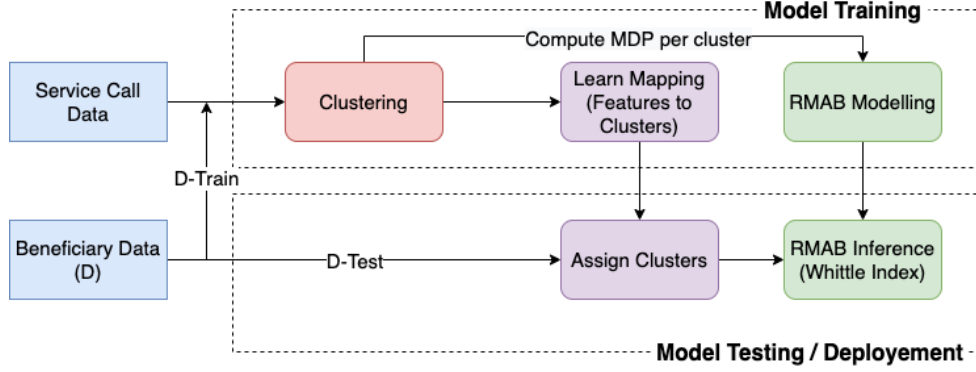 Model Training
Compute MDP per cluster
Service Call
Data
Clustering
Learn Mapping
(Features to
Clusters)
RMAB Modelling
D-Train
Beneficiary Data
(D)
D-Test
Assign Clusters
RMAB Inference
(Whittle Index)
Model Testing / Deployement